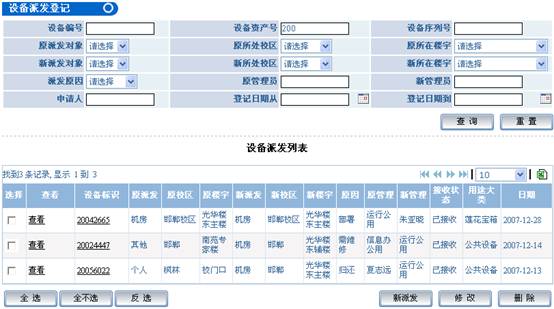 设备派发登记
设备编号 设备资产号 200 设备序列号
原派发对象 请选择 原所处校区 请选择 原所在楼宇 请选择
新派发对象 请选择 新所处校区 请选择 新所在楼宇 请选择
派发原因 请选择 原管理员 新管理员
申请人 登记日期从 登记日期到
查 询 重 置
设备派发列表
找到3 条记录, 显示 1 到 3 10
选择 查看 设备标识 原派发 原校区 原楼宇 新派发 新校区 新楼宇 原因 原管理 新管理 接收状态 用途大类 日期
查看 20042665 机房 邯郸校区 光华楼东主楼 机房 邯郸校区 光华楼东主楼 部署 运行公用 朱亚晓 已接收 莲花宝箱 2007-12-28
查看 20024447 其他 邯郸 南苑专家楼 机房 邯郸 光华楼东辅楼 需维修 信息办公用 运行公用 已接收 公共设备 2007-12-14
查看 20056022 个人 枫林 校门口 机房 邯郸 光华楼东主楼 归还 夏志远 运行公用 已接收 公共设备 2007-12-13
全 选 全不选 反 选 新派发 修 改 删 除